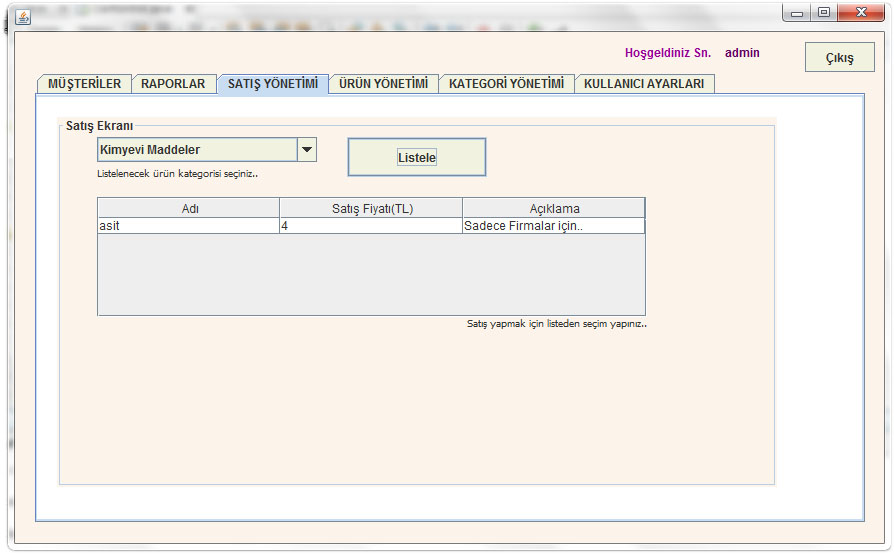 Hoşgeldiniz Sn. admin
Çıkış
MÜŞTERİLER RAPORLAR SATIŞ YÖNETİMİ ÜRÜN YÖNETİMİ KATEGORİ YÖNETİMİ KULLANICI AYARLARI
Satış Ekranı
Kimyevi Maddeler
Listele
Listelenecek ürün kategorisi seçiniz..
Adı Satış Fiyatı(TL) Açıklama
asit 4 Sadece Firmalar için..
Satış yapmak için listeden seçim yapınız..